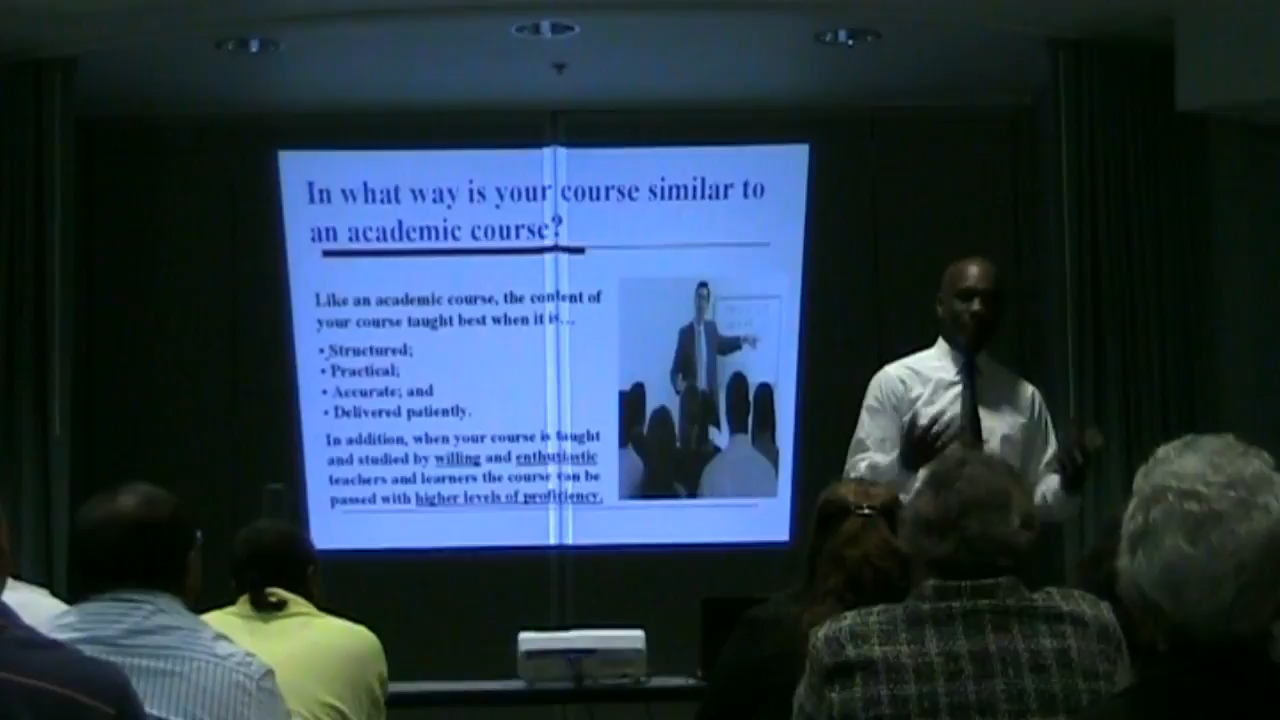 In what way is your course similar to
an academic course?
Like an academic course, the content of
your course taught best when it is…
• Structured;
• Practical;
• Accurate; and
• Delivered patiently.
In addition, when your course is taught
and studied by willing and enthusiastic
teachers and learners the course can be
passed with higher levels of proficiency.